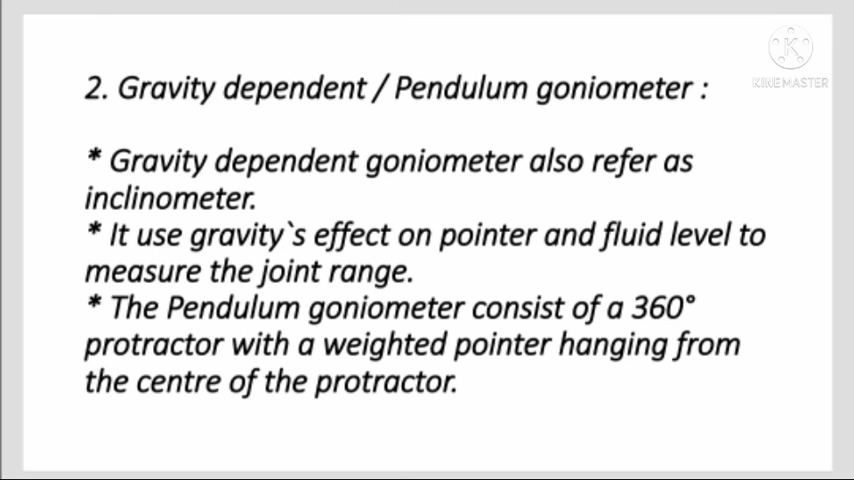 KINEMASTER
2. Gravity dependent / Pendulum goniometer :
* Gravity dependent goniometer also refer as
inclinometer.
* It use gravity`s effect on pointer and fluid level to
measure the joint range.
* The Pendulum goniometer consist of a 360°
protractor with a weighted pointer hanging from
the centre of the protractor.